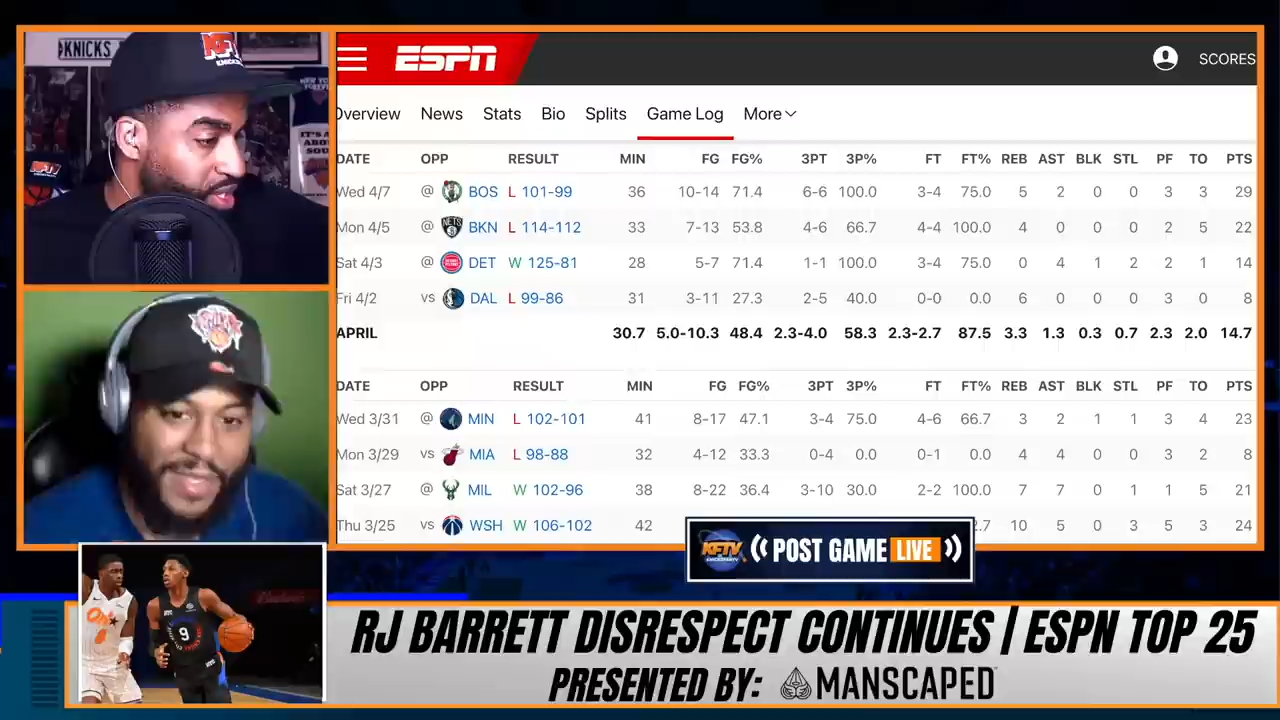 KNICKS
KFTV
ESPN
SCORES
Overview News Stats Bio Splits Game Log More
DATE OPP RESULT MIN FG FG% 3PT 3P% FT FT% REB AST BLK STL PF TO PTS
Wed 4/7 @ BOS L 101-99 36 10-14 71.4 6-6 100.0 3-4 75.0 5 2 0 0 3 3 29
Mon 4/5 @ BKN L 114-112 33 7-13 53.8 4-6 66.7 4-4 100.0 4 0 0 0 2 5 22
Sat 4/3 @ DET W 125-81 28 5-7 71.4 1-1 100.0 3-4 75.0 0 4 1 2 2 1 14
Fri 4/2 vs DAL L 99-86 31 3-11 27.3 2-5 40.0 0-0 0.0 6 0 0 0 3 0 8
APRIL 30.7 5.0-10.3 48.4 2.3-4.0 58.3 2.3-2.7 87.5 3.3 1.3 0.3 0.7 2.3 2.0 14.7
DATE OPP RESULT MIN FG FG% 3PT 3P% FT FT% REB AST BLK STL PF TO PTS
Wed 3/31 @ MIN L 102-101 41 8-17 47.1 3-4 75.0 4-6 66.7 3 2 1 1 3 4 23
Mon 3/29 vs MIA L 98-88 32 4-12 33.3 0-4 0.0 0-1 0.0 4 4 0 0 3 2 8
Sat 3/27 @ MIL W 102-96 38 8-22 36.4 3-10 30.0 2-2 100.0 7 7 0 1 1 5 21
Thu 3/25 vs WSH W 106-102 42 2.7 10 5 0 3 5 3 24
KFTV ((POST GAME LIVE))
9
RJ BARRETT DISRESPECT CONTINUES | ESPN TOP 25
PRESENTED BY: MANSCAPED